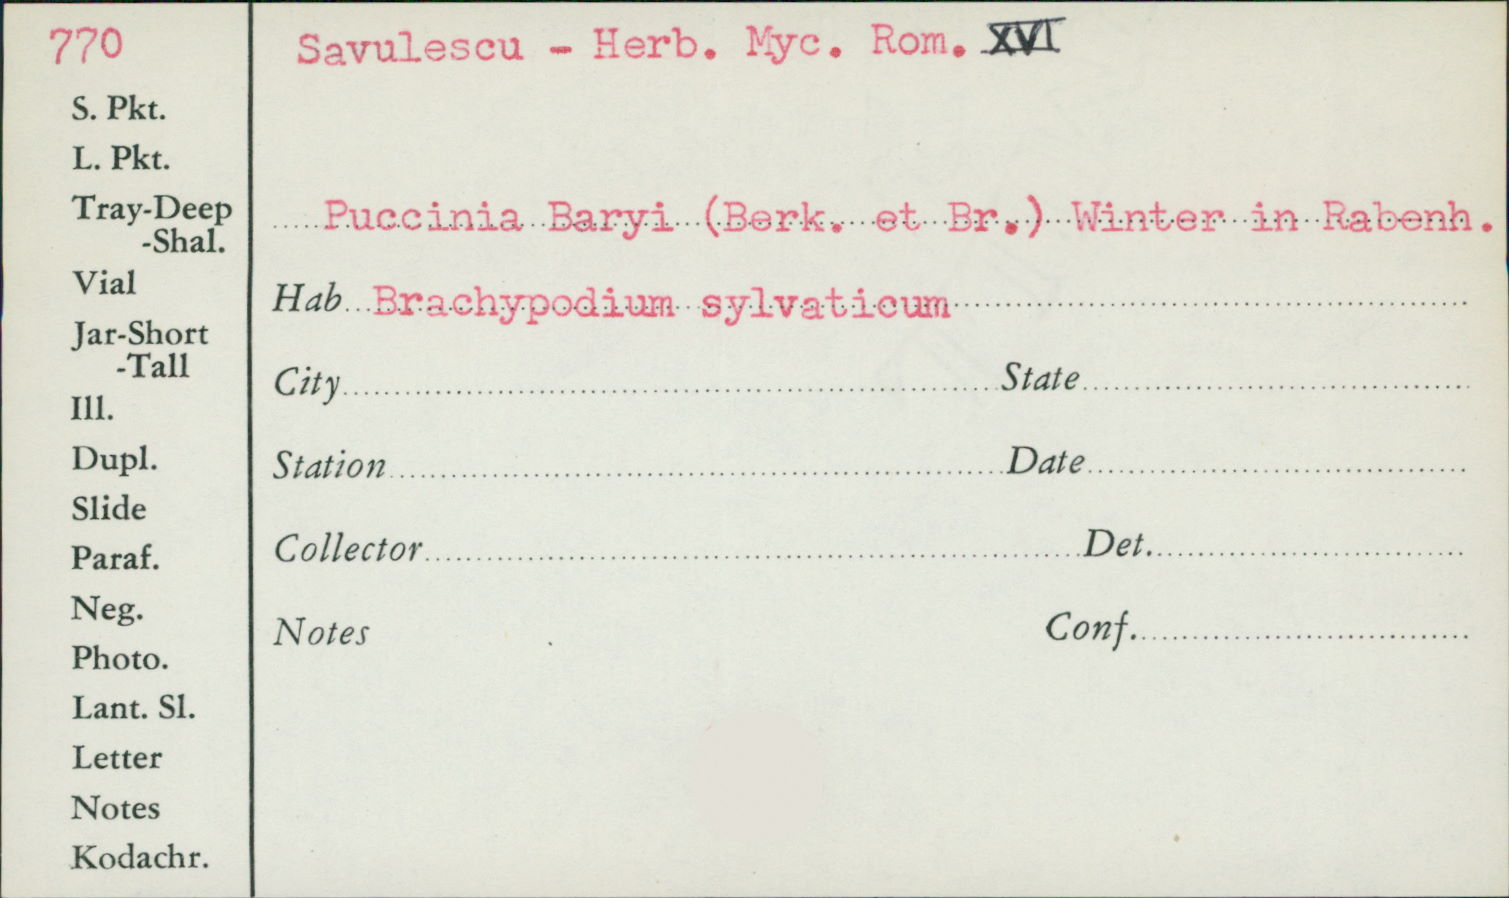 770
Savulescu - Herb. Myc. Rom. XVI
S. Pkt.
L. Pkt.
Tray-Deep
-Shal.
Vial
Jar-Short
-Tall
Ill.
Dupl.
Slide
Paraf.
Neg.
Photo.
Lant. Sl.
Letter
Notes
Kodachr.
Puccinia Baryi (Berk. et Br.) Winter in Rabenh.
Hab Brachypodium sylvaticum
City State
Station Date
Collector Det.
Notes Conf.